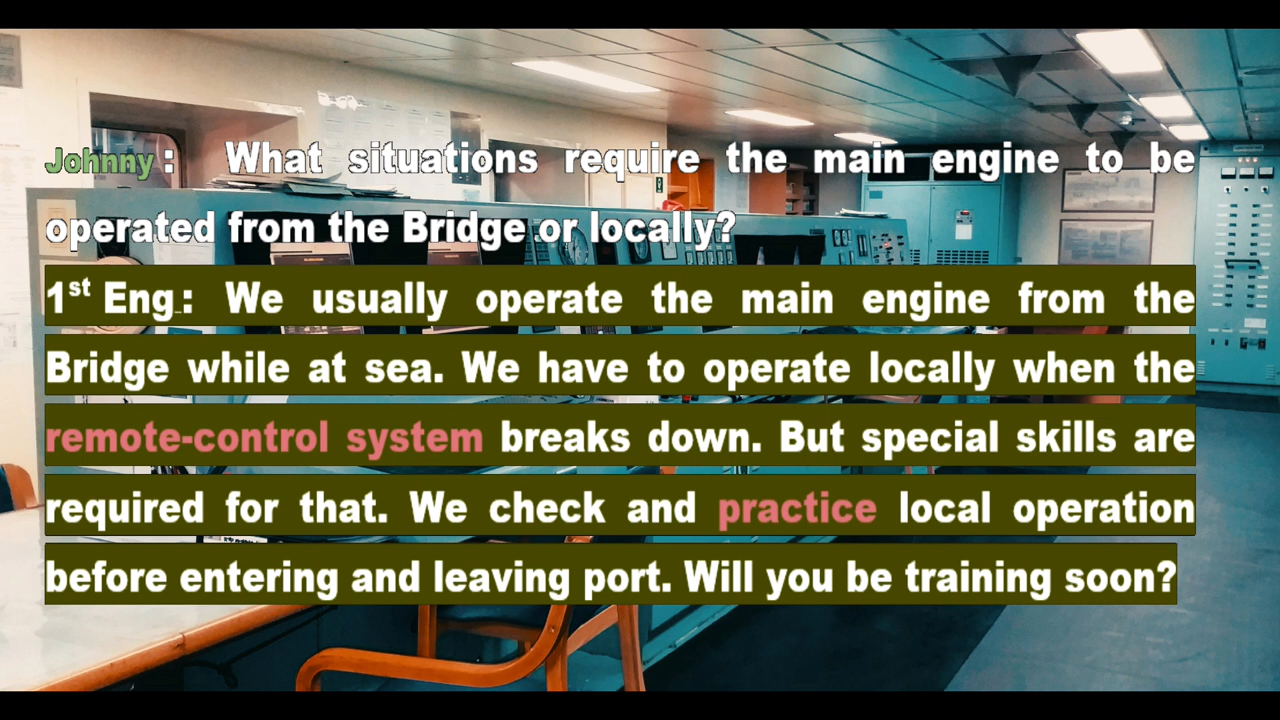 Johnny: What situations require the main engine to be
operated from the Bridge or locally?
1st Eng.: We usually operate the main engine from the
Bridge while at sea. We have to operate locally when the
remote-control system breaks down. But special skills are
required for that. We check and practice local operation
before entering and leaving port. Will you be training soon?